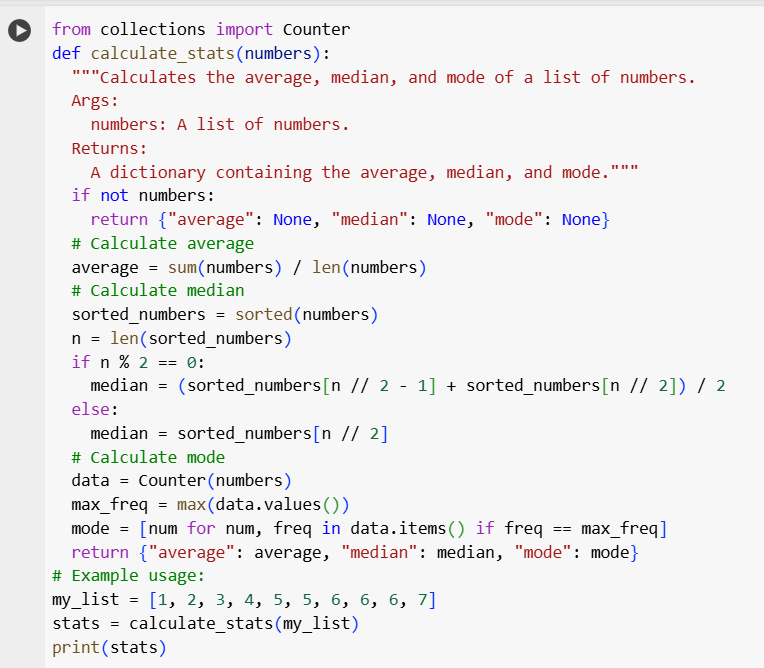 from collections import Counter
def calculate_stats(numbers):
  """Calculates the average, median, and mode of a list of numbers.
  Args:
    numbers: A list of numbers.
  Returns:
    A dictionary containing the average, median, and mode."""
  if not numbers:
    return {"average": None, "median": None, "mode": None}
  # Calculate average
  average = sum(numbers) / len(numbers)
  # Calculate median
  sorted_numbers = sorted(numbers)
  n = len(sorted_numbers)
  if n % 2 == 0:
    median = (sorted_numbers[n // 2 - 1] + sorted_numbers[n // 2]) / 2
  else:
    median = sorted_numbers[n // 2]
  # Calculate mode
  data = Counter(numbers)
  max_freq = max(data.values())
  mode = [num for num, freq in data.items() if freq == max_freq]
  return {"average": average, "median": median, "mode": mode}
# Example usage:
my_list = [1, 2, 3, 4, 5, 5, 6, 6, 6, 7]
stats = calculate_stats(my_list)
print(stats)